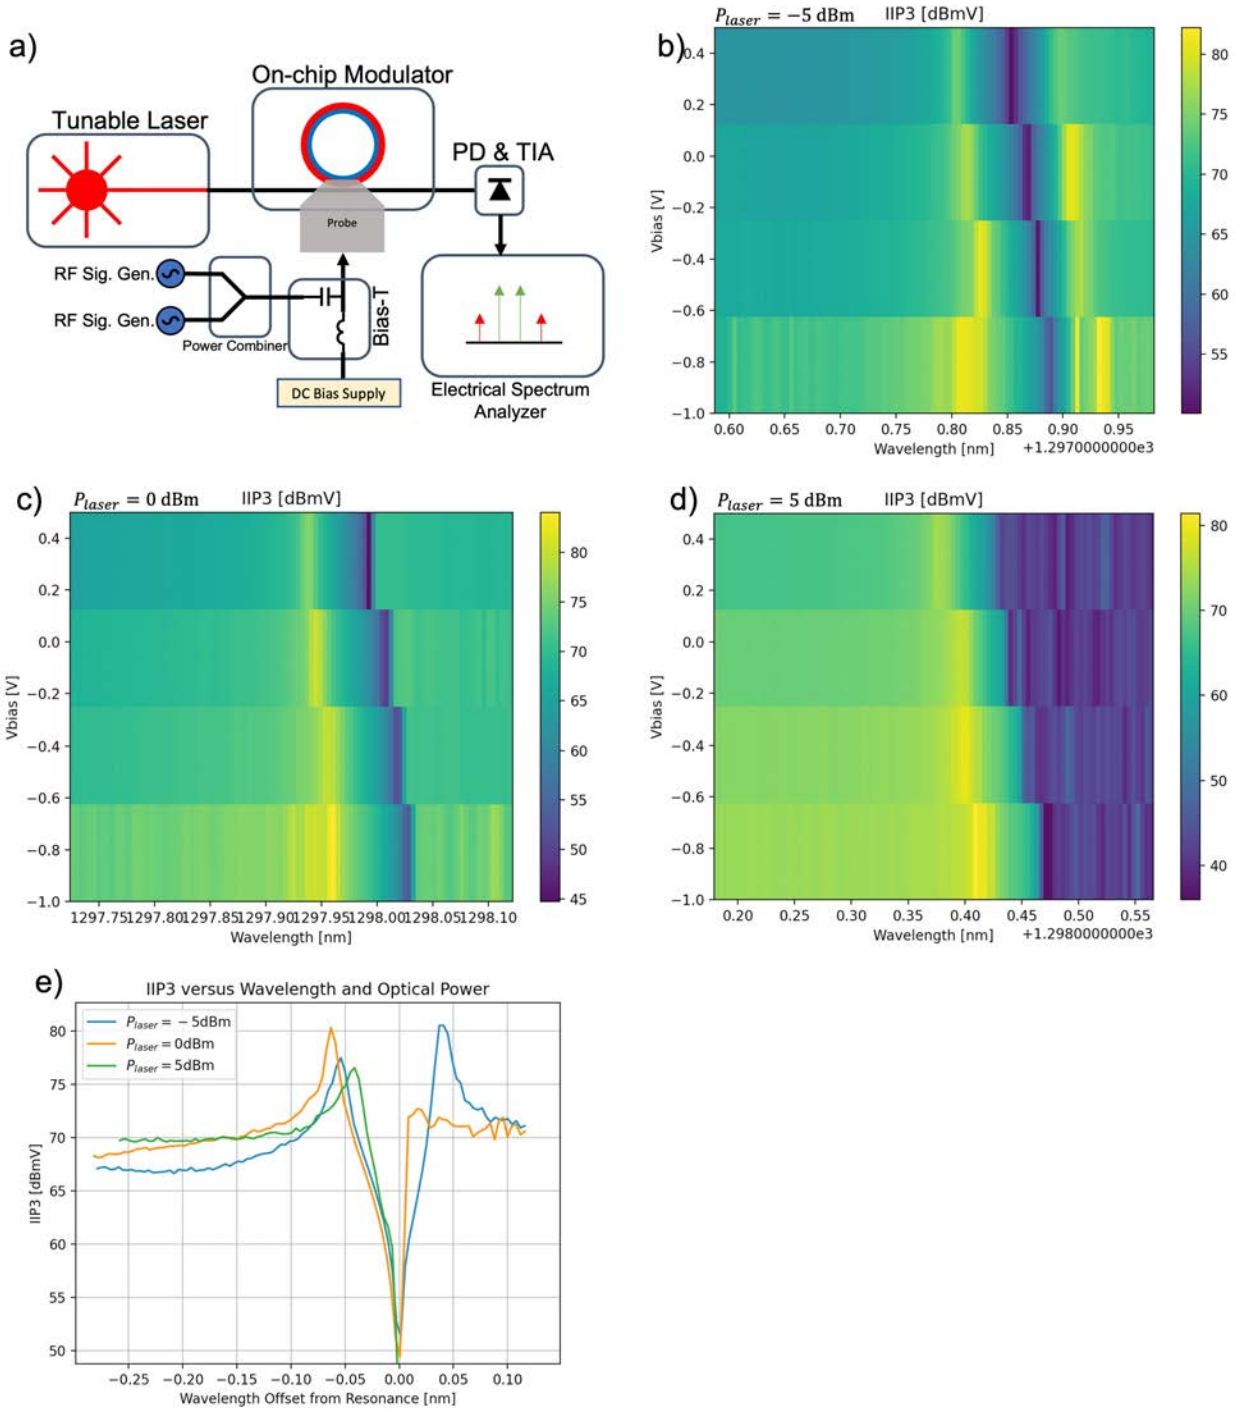 a)
Tunable Laser
On-chip Modulator
Probe
PD & TIA
RF Sig. Gen.
RF Sig. Gen.
Power Combiner
Bias-T
DC Bias Supply
Electrical Spectrum
Analyzer
b)
P_laser = −5 dBm IIP3 [dBmV]
0.4
0.2
0.0
−0.2
−0.4
−0.6
−0.8
−1.0
Vbias [V]
0.60 0.65 0.70 0.75 0.80 0.85 0.90 0.95
Wavelength [nm] +1.2970000000e3
80
75
70
65
60
55
c)
P_laser = 0 dBm IIP3 [dBmV]
0.4
0.2
0.0
−0.2
−0.4
−0.6
−0.8
−1.0
Vbias [V]
1297.75 1297.80 1297.85 1297.90 1297.95 1298.00 1298.05 1298.10
Wavelength [nm]
80
75
70
65
60
55
50
45
d)
P_laser = 5 dBm IIP3 [dBmV]
0.4
0.2
0.0
−0.2
−0.4
−0.6
−0.8
−1.0
Vbias [V]
0.20 0.25 0.30 0.35 0.40 0.45 0.50 0.55
Wavelength [nm] +1.2980000000e3
80
70
60
50
40
e)
IIP3 versus Wavelength and Optical Power
P_laser = −5dBm
P_laser = 0dBm
P_laser = 5dBm
80
75
70
65
60
55
50
IIP3 [dBmV]
−0.25 −0.20 −0.15 −0.10 −0.05 0.00 0.05 0.10
Wavelength Offset from Resonance [nm]